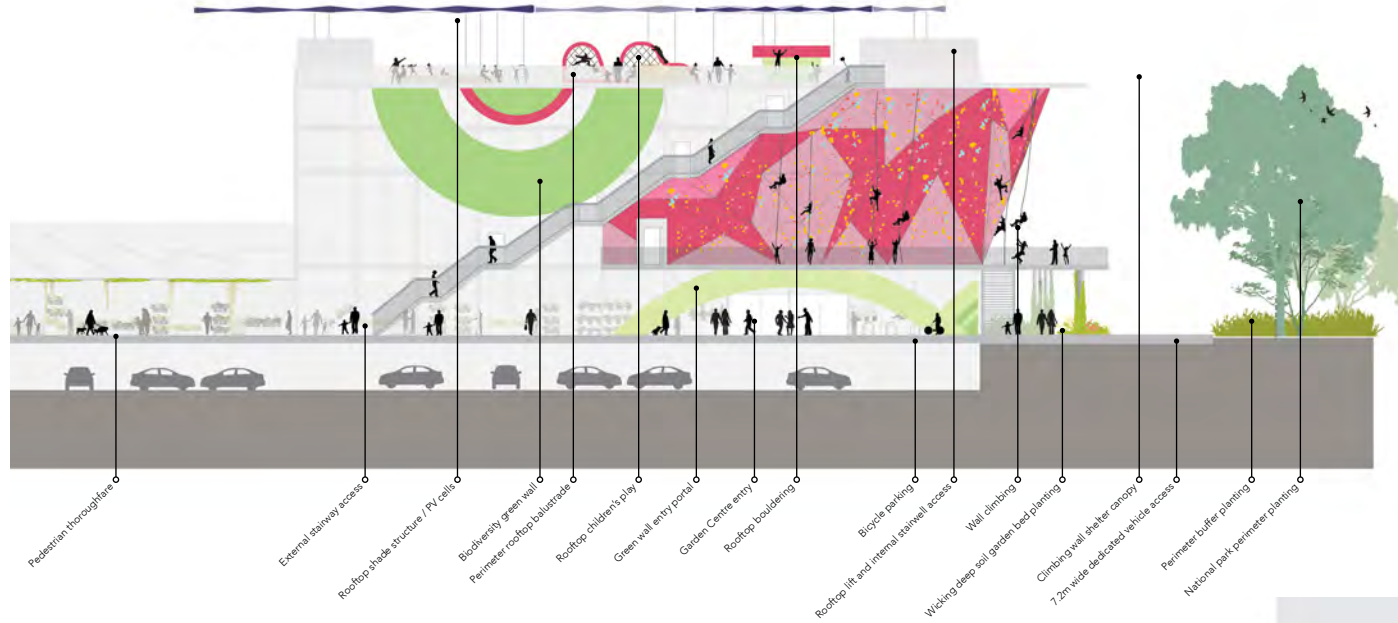 Pedestrian thoroughfare
External stairway access
Rooftop shade structure / PV cells
Biodiversity green wall
Perimeter rooftop balustrade
Rooftop children's play
Green wall entry portal
Garden Centre entry
Rooftop bouldering
Bicycle parking
Rooftop lift and internal stairwell access
Wall climbing
Wicking deep soil garden bed planting
Climbing wall shelter canopy
7.2m wide dedicated vehicle access
Perimeter buffer planting
National park perimeter planting